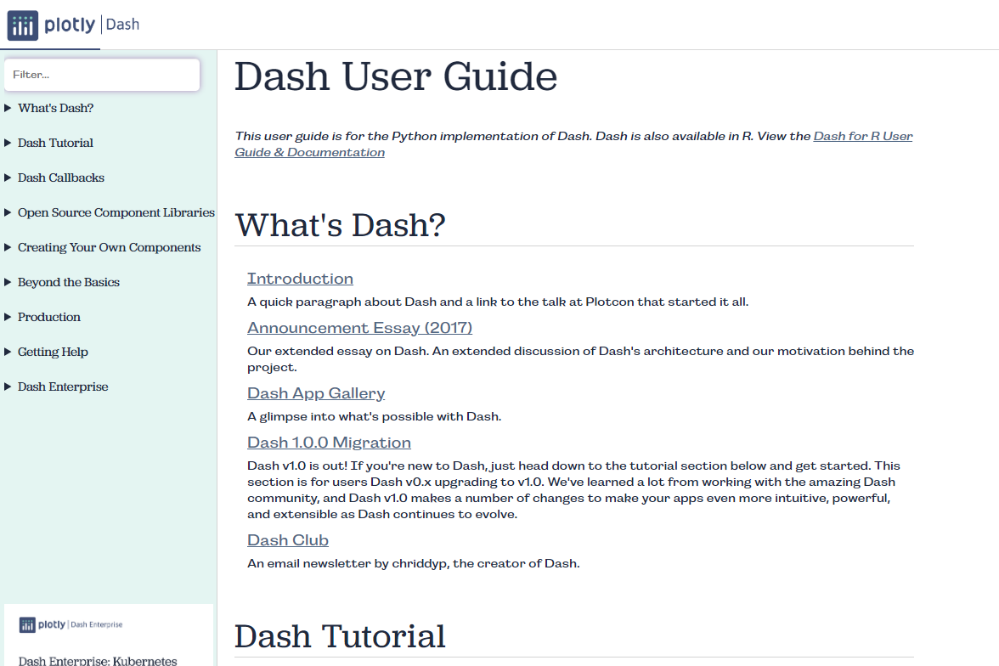 plotly | Dash
Filter...
What's Dash?
Dash Tutorial
Dash Callbacks
Open Source Component Libraries
Creating Your Own Components
Beyond the Basics
Production
Getting Help
Dash Enterprise
plotly | Dash Enterprise
Dash Enterprise: Kubernetes
Dash User Guide
This user guide is for the Python implementation of Dash. Dash is also available in R. View the Dash for R User
Guide & Documentation
What's Dash?
Introduction
A quick paragraph about Dash and a link to the talk at Plotcon that started it all.
Announcement Essay (2017)
Our extended essay on Dash. An extended discussion of Dash's architecture and our motivation behind the
project.
Dash App Gallery
A glimpse into what's possible with Dash.
Dash 1.0.0 Migration
Dash v1.0 is out! If you're new to Dash, just head down to the tutorial section below and get started. This
section is for users Dash v0.x upgrading to v1.0. We've learned a lot from working with the amazing Dash
community, and Dash v1.0 makes a number of changes to make your apps even more intuitive, powerful,
and extensible as Dash continues to evolve.
Dash Club
An email newsletter by chriddyp, the creator of Dash.
Dash Tutorial